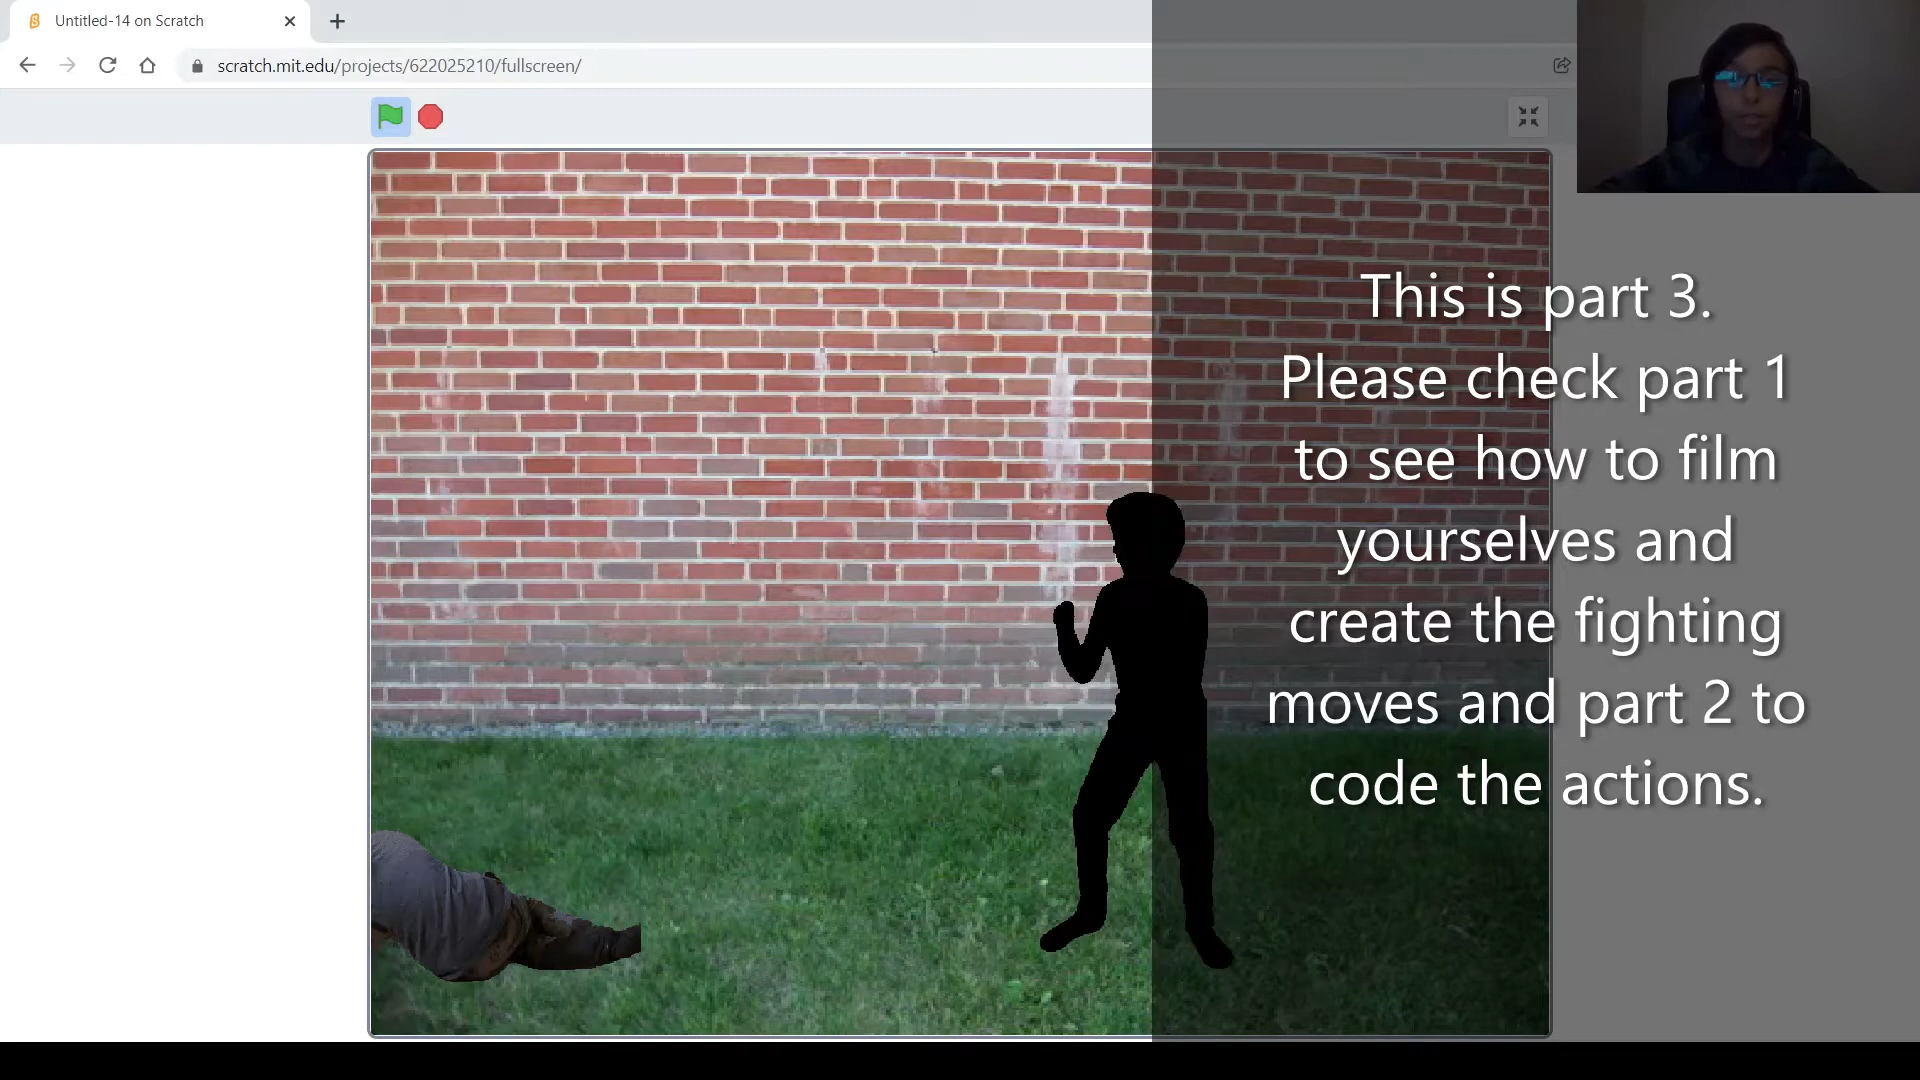 Untitled-14 on Scratch
scratch.mit.edu/projects/622025210/fullscreen/
This is part 3.
Please check part 1
to see how to film
yourselves and
create the fighting
moves and part 2 to
code the actions.